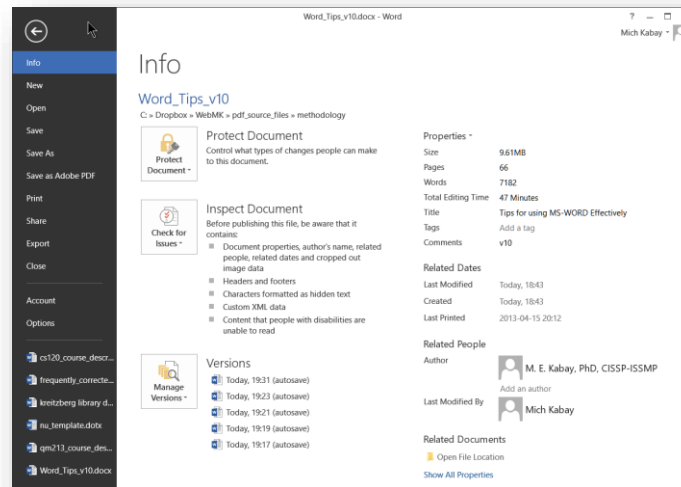 Word_Tips_v10.docx - Word
?
Mich Kabay
Info
New
Open
Save
Save As
Save as Adobe PDF
Print
Share
Export
Close
Account
Options
cs120_course_descr...
frequently_correcte...
kreitzberg library d...
nu_template.dotx
qm213_course_des...
Word_Tips_v10.docx
Info
Word_Tips_v10
C: » Dropbox » WebMK » pdf_source_files » methodology
Protect
Document
Protect Document
Control what types of changes people can make
to this document.
Check for
Issues
Inspect Document
Before publishing this file, be aware that it
contains:
Document properties, author's name, related
people, related dates and cropped out
image data
Headers and footers
Characters formatted as hidden text
Custom XML data
Content that people with disabilities are
unable to read
Manage
Versions
Versions
Today, 19:31 (autosave)
Today, 19:23 (autosave)
Today, 19:21 (autosave)
Today, 19:19 (autosave)
Today, 19:17 (autosave)
Properties
Size 9.61MB
Pages 66
Words 7182
Total Editing Time 47 Minutes
Title Tips for using MS-WORD Effectively
Tags Add a tag
Comments v10
Related Dates
Last Modified Today, 18:43
Created Today, 18:43
Last Printed 2013-04-15 20:12
Related People
Author M. E. Kabay, PhD, CISSP-ISSMP
Add an author
Last Modified By Mich Kabay
Related Documents
Open File Location
Show All Properties